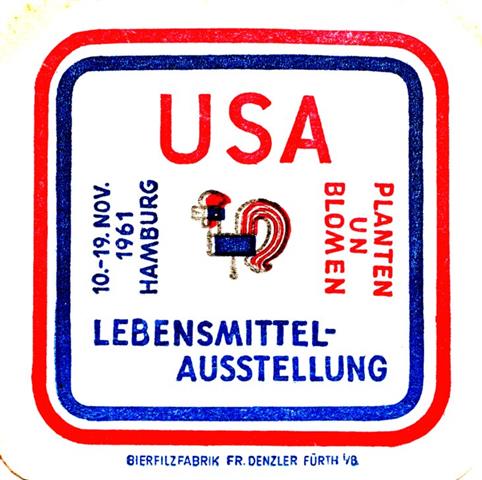 USA
10.-19. NOV.
1961
HAMBURG
PLANTEN
UN
BLOMEN
LEBENSMITTEL-
AUSSTELLUNG
BIERFILZFABRIK FR. DENZLER FÜRTH i/B.